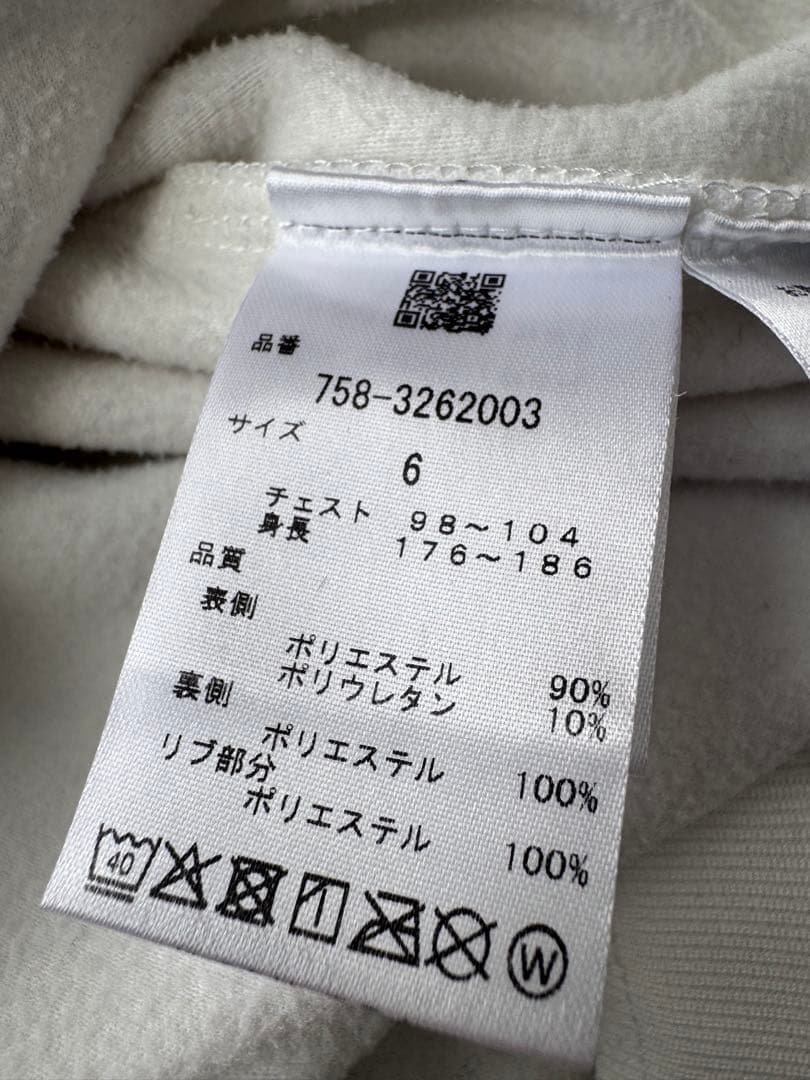 品番
758-3262003
サイズ
6
チェスト 98～104
身長 176～186
品質
表側
ポリエステル 90%
ポリウレタン 10%
裏側
ポリエステル 100%
リブ部分
ポリエステル 100%
40
W